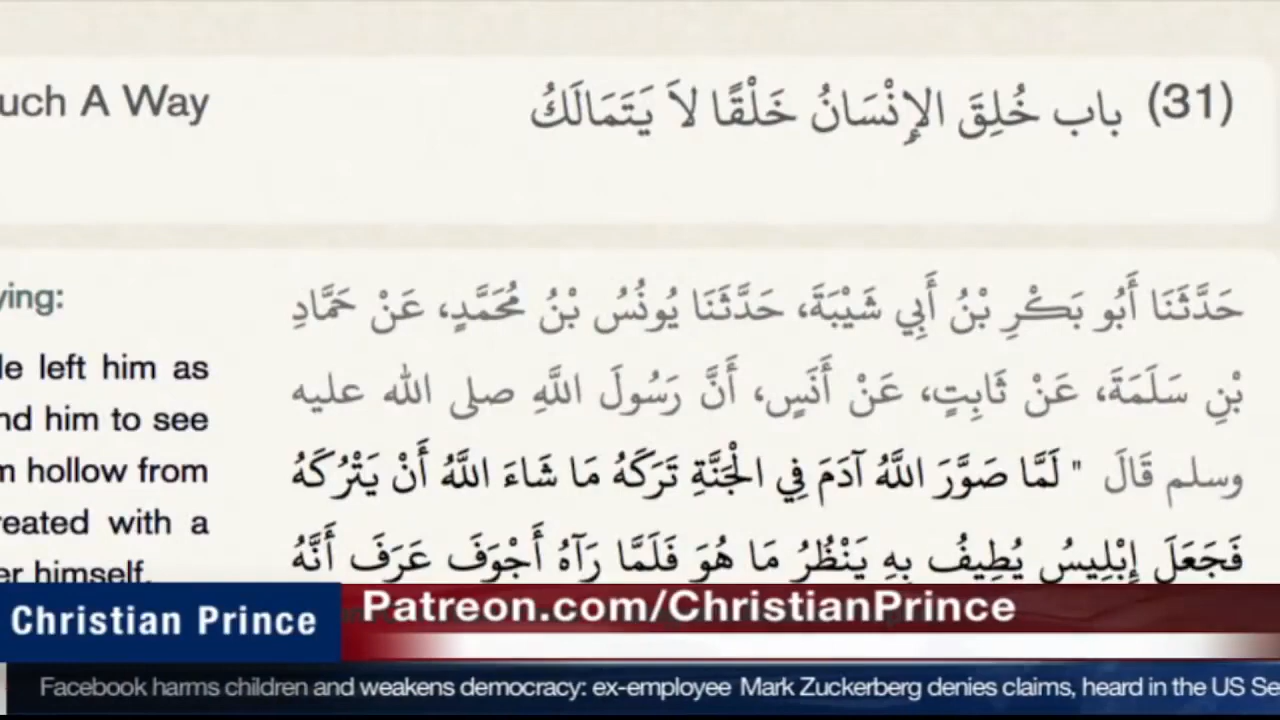 uch A Way
(31) باب خُلِقَ الإِنْسَانُ خَلْقًا لاَ يَتَمَالَكُ
ying:
le left him as
nd him to see
m hollow from
reated with a
er himself.
حَدَّثَنَا أَبُو بَكْرِ بْنُ أَبِي شَيْبَةَ، حَدَّثَنَا يُونُسُ بْنُ مُحَمَّدٍ، عَنْ حَمَّادِ
بْنِ سَلَمَةَ، عَنْ ثَابِتٍ، عَنْ أَنَسٍ، أَنَّ رَسُولَ اللَّهِ صلى الله عليه
وسلم قَالَ " لَمَّا صَوَّرَ اللَّهُ آدَمَ فِي الْجَنَّةِ تَرَكَهُ مَا شَاءَ اللَّهُ أَنْ يَتْرُكَهُ
فَجَعَلَ إِبْلِيسُ يُطِيفُ بِهِ يَنْظُرُ مَا هُوَ فَلَمَّا رَآهُ أَجْوَفَ عَرَفَ أَنَّهُ
Christian Prince
Patreon.com/ChristianPrince
Facebook harms children and weakens democracy: ex-employee Mark Zuckerberg denies claims, heard in the US Se